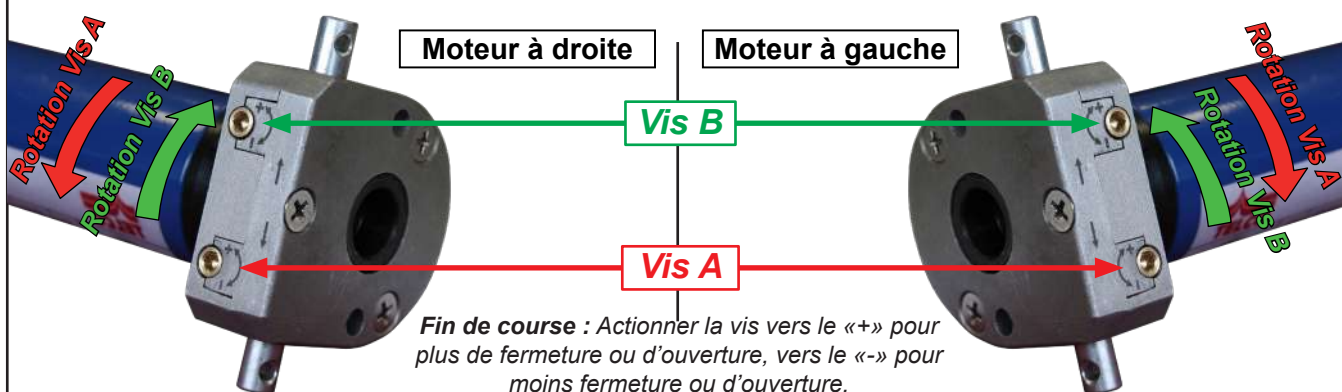 Moteur à droite
Moteur à gauche
Rotation Vis A
Rotation Vis B
Vis B
Rotation Vis A
Rotation Vis B
Vis A
Fin de course : Actionner la vis vers le «+» pour
plus de fermeture ou d’ouverture, vers le «-» pour
moins fermeture ou d’ouverture.